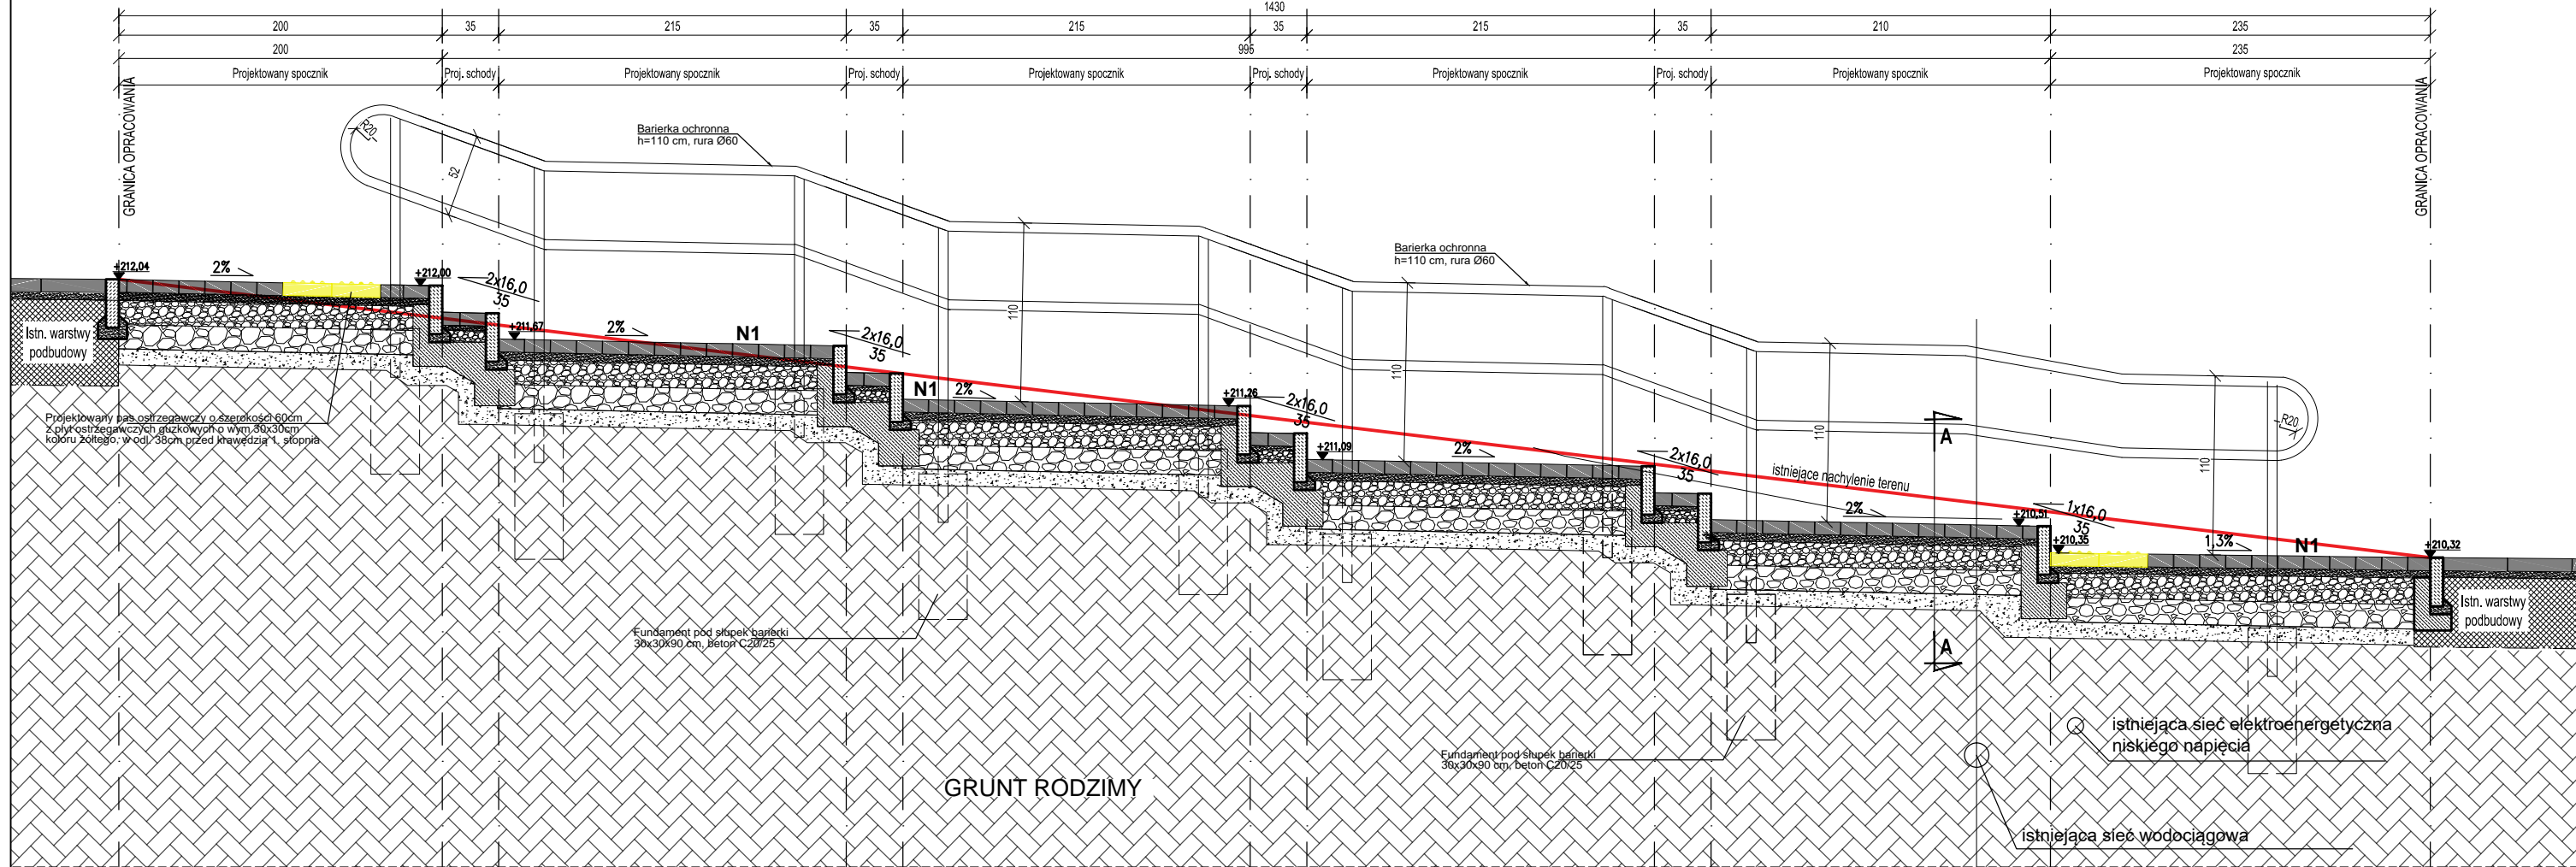 1430
200 35 215 35 215 35 215 35 210 235
200 995 235
Projektowany spocznik Proj. schody Projektowany spocznik Proj. schody Projektowany spocznik Proj. schody Projektowany spocznik Proj. schody Projektowany spocznik Projektowany spocznik
GRANICA OPRACOWANIA
GRANICA OPRACOWANIA
R20
52
Barierka ochronna
h=110 cm, rura Ø60
110
Barierka ochronna
h=110 cm, rura Ø60
110
110
110
R20
+212,04
2%
+212,00
2x16,0
35
+211,67
2%
N1
2x16,0
35
N1
2%
+211,26
2x16,0
35
+211,09
2%
2x16,0
35
istniejące nachylenie terenu
2%
+210,51
1x16,0
35
+210,35
1,3%
N1
+210,32
A
A
Istn. warstwy
podbudowy
Istn. warstwy
podbudowy
Projektowany pas ostrzegawczy o szerokości 60cm
z płyt ostrzegawczych guzkowych o wym 30x30cm
koloru żółtego, w odl. 38cm przed krawędzią 1. stopnia
Fundament pod słupek barierki
30x30x90 cm, beton C20/25
Fundament pod słupek barierki
30x30x90 cm, beton C20/25
GRUNT RODZIMY
istniejąca sieć elektroenergetyczna
niskiego napięcia
istniejąca sieć wodociągowa